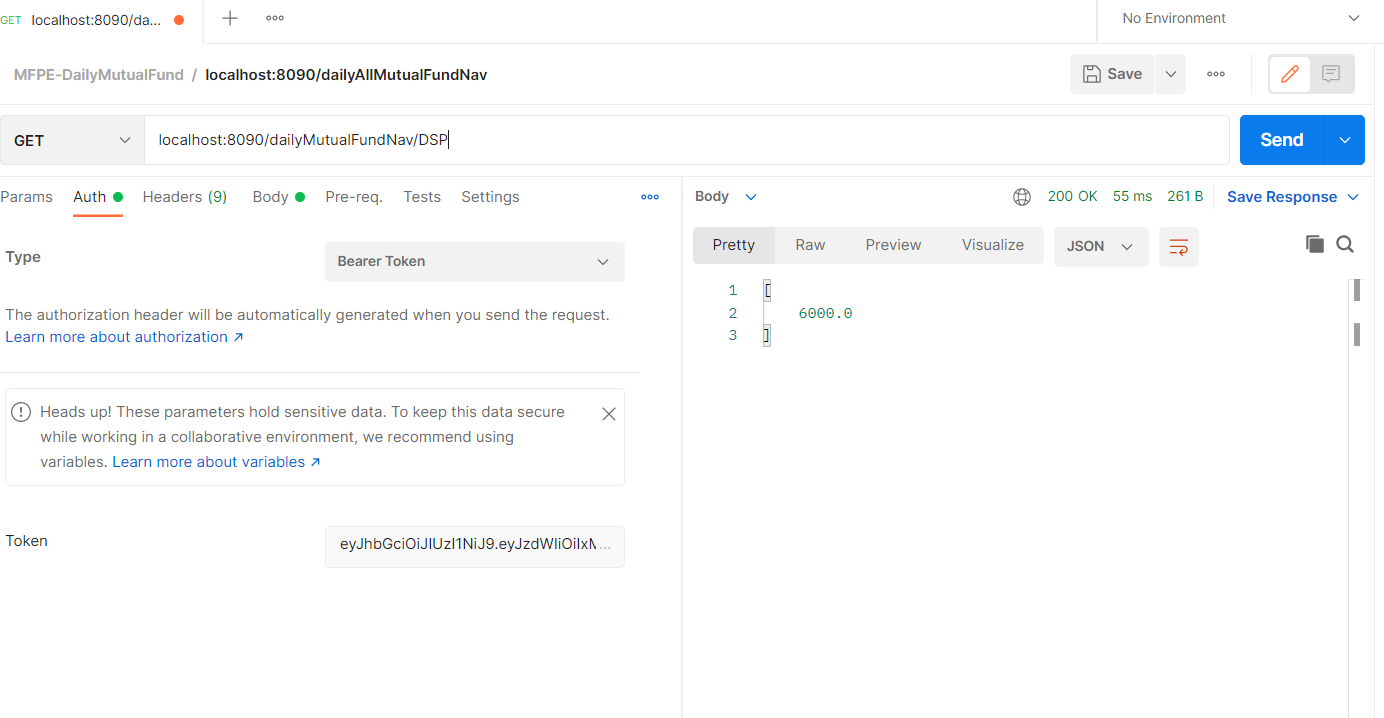 GET localhost:8090/da...
No Environment
MFPE-DailyMutualFund / localhost:8090/dailyAllMutualFundNav
Save
GET localhost:8090/dailyMutualFundNav/DSP
Send
Params Auth Headers (9) Body Pre-req. Tests Settings
Body 200 OK 55 ms 261 B Save Response
Pretty Raw Preview Visualize JSON
Type Bearer Token
The authorization header will be automatically generated when you send the request.
Learn more about authorization ↗
Heads up! These parameters hold sensitive data. To keep this data secure
while working in a collaborative environment, we recommend using
variables. Learn more about variables ↗
Token eyJhbGciOiJIUzI1NiJ9.eyJzdWIiOiIxM...
1 [
2 6000.0
3 ]